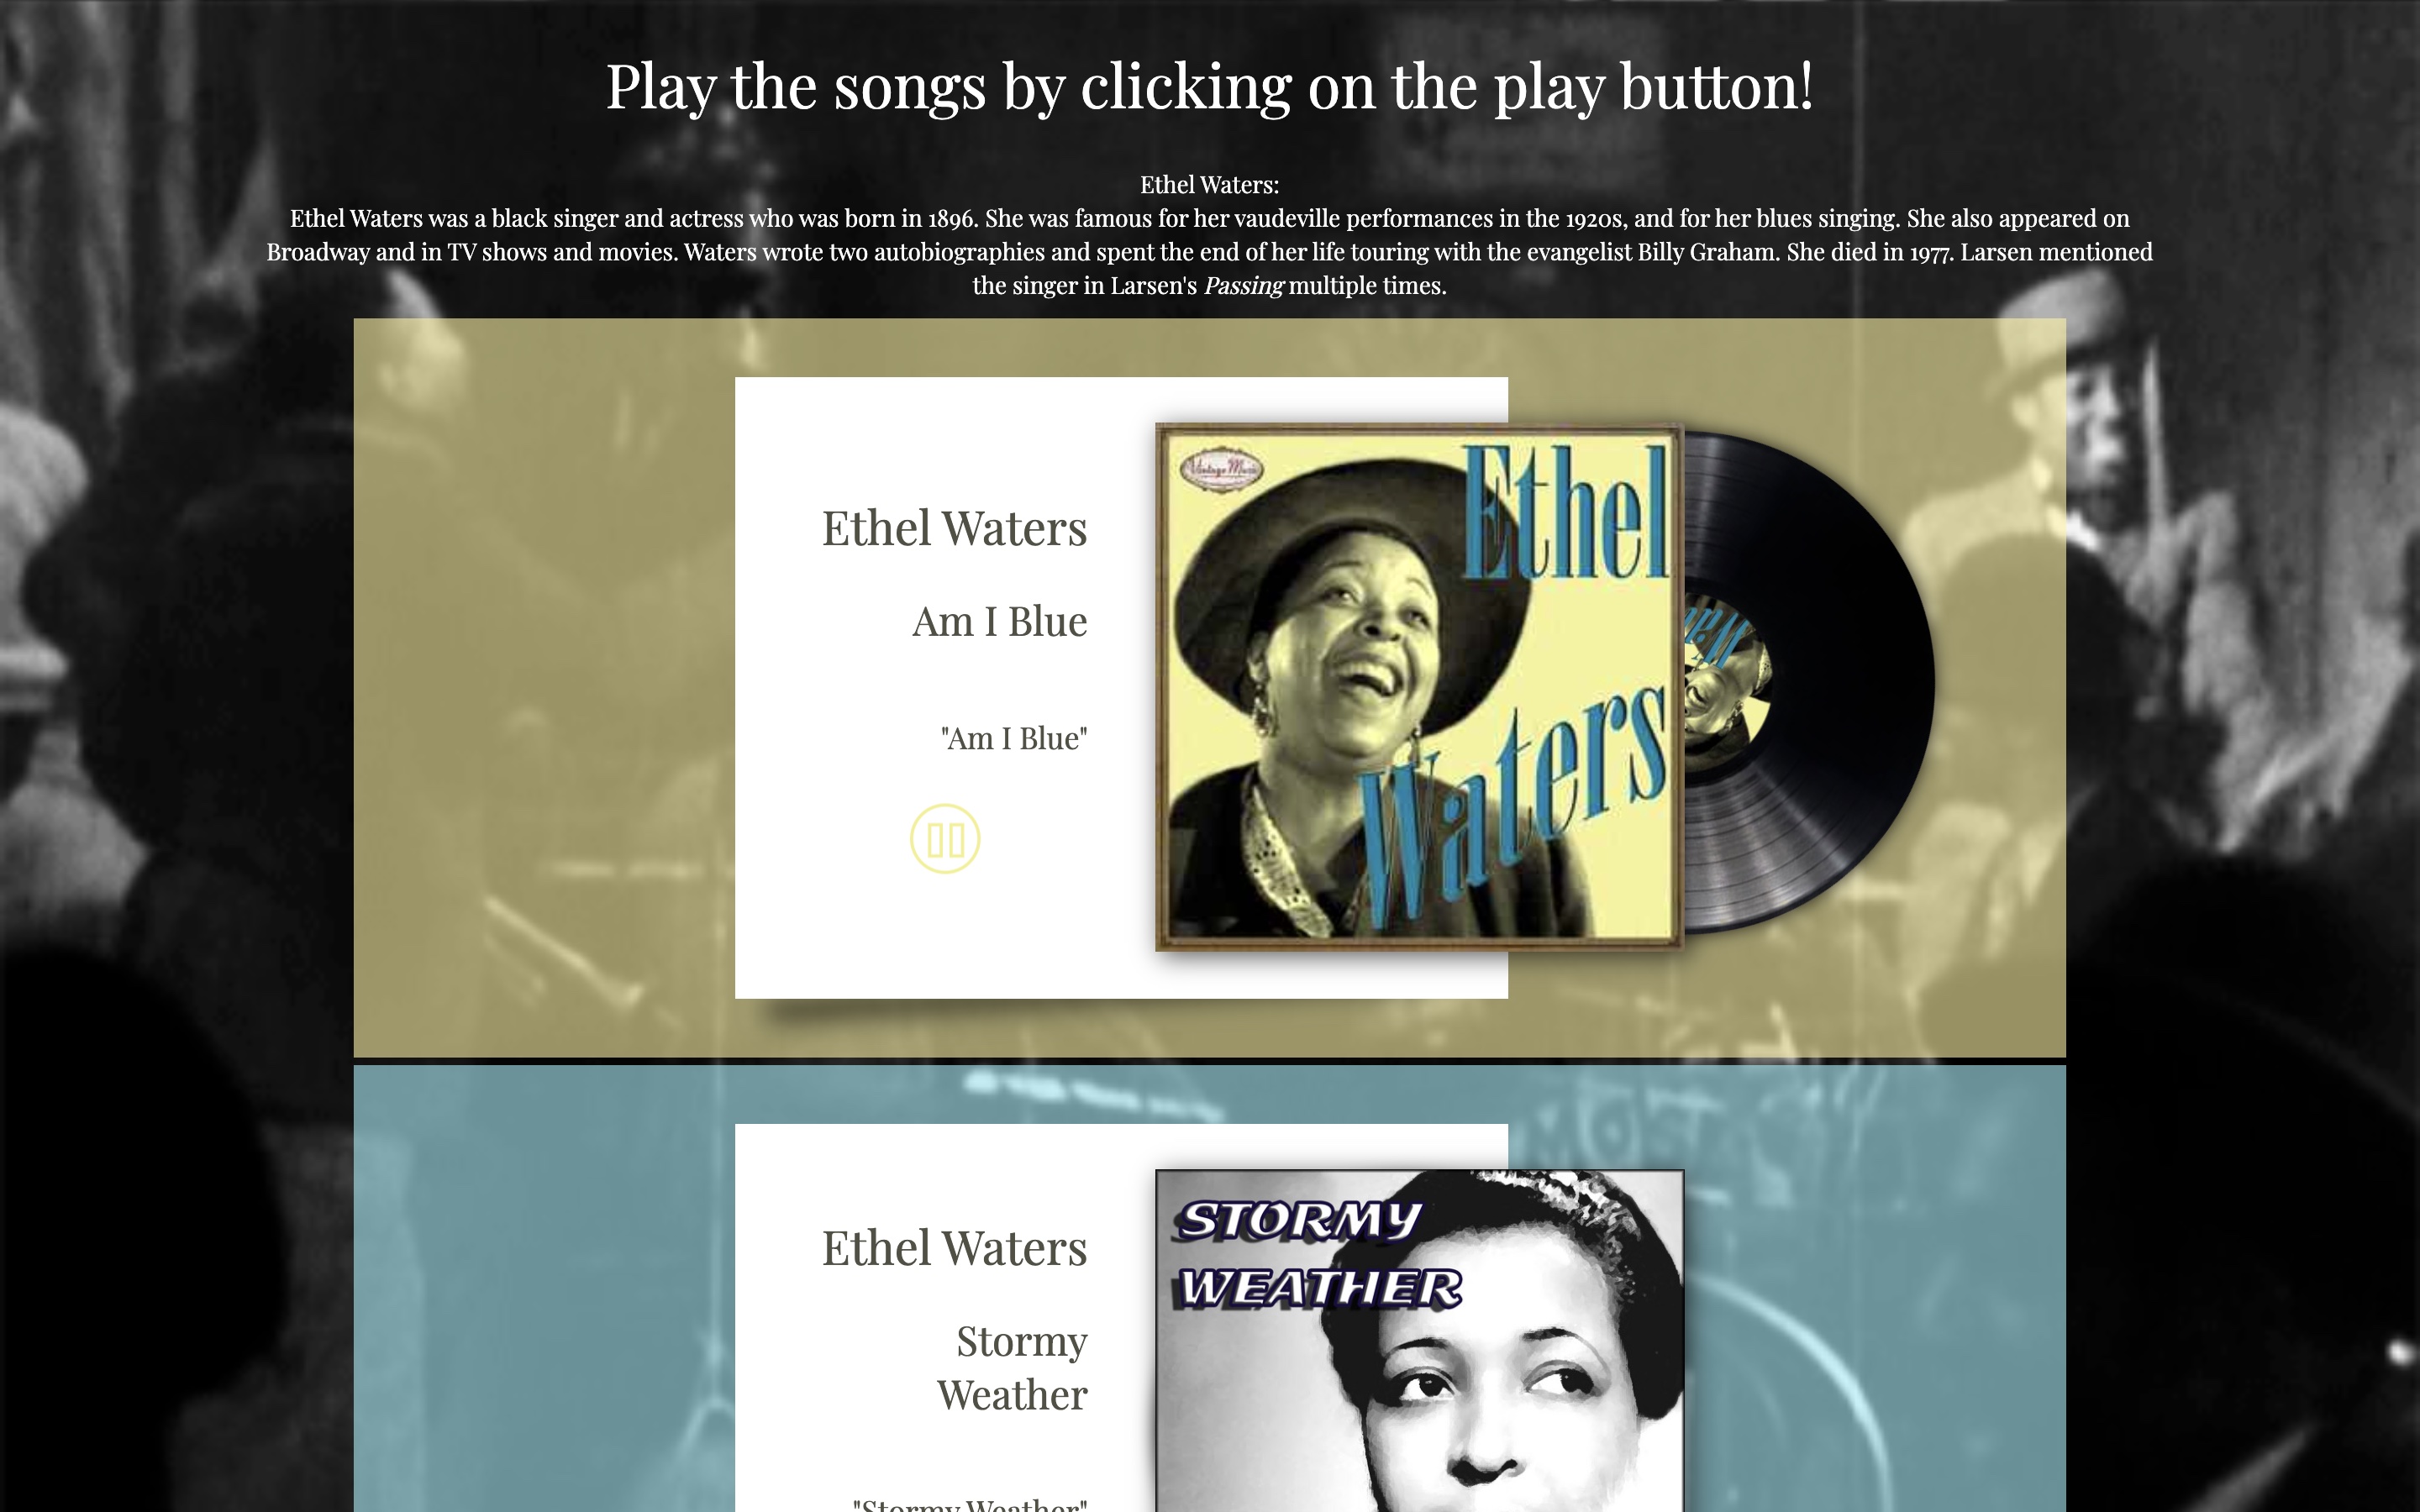 Play the songs by clicking on the play button!
Ethel Waters:
Ethel Waters was a black singer and actress who was born in 1896. She was famous for her vaudeville performances in the 1920s, and for her blues singing. She also appeared on
Broadway and in TV shows and movies. Waters wrote two autobiographies and spent the end of her life touring with the evangelist Billy Graham. She died in 1977. Larsen mentioned
the singer in Larsen's Passing multiple times.
Ethel Waters
Am I Blue
"Am I Blue"
Vintage Music
Ethel
Waters
Ethel Waters
Stormy
Weather
"Stormy Weather"
STORMY
WEATHER